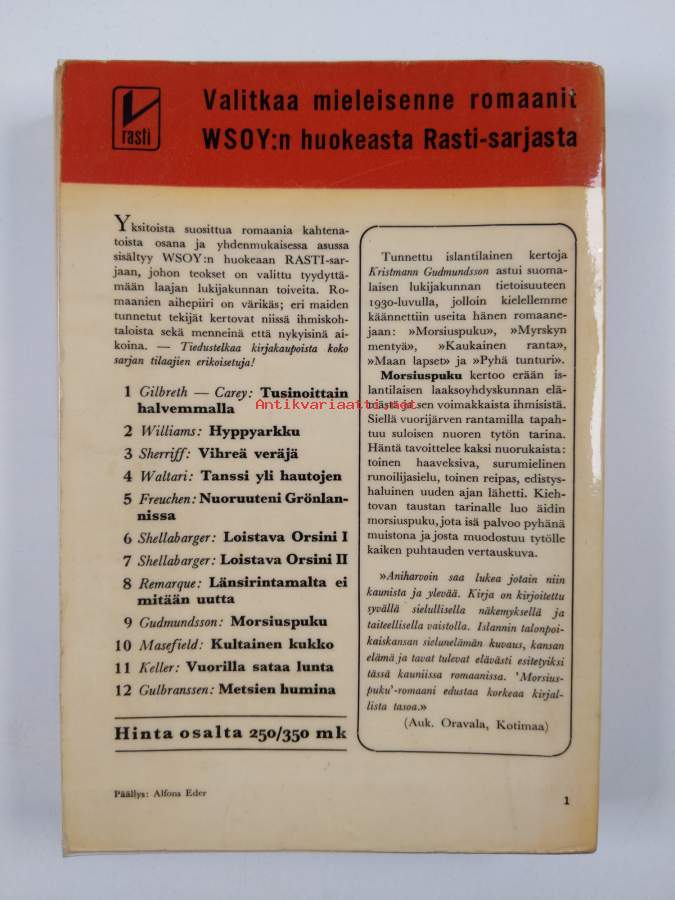 rasti
Valitkaa mieleisenne romaanit
WSOY:n huokeasta Rasti-sarjasta
Yksitoista suosittua romaania kahtena-
toista osana ja yhdenmukaisessa asussa
sisältyy WSOY:n huokeaan RASTI-sar-
jaan, johon teokset on valittu tyydyttä-
mään laajan lukijakunnan toiveita. Ro-
maanien aihepiiri on värikäs; eri maiden
tunnetut tekijät kertovat niissä ihmiskoh-
taloista sekä menneinä että nykyisinä ai-
koina. — Tiedustelkaa kirjakaupoista koko
sarjan tilaajien erikoisetuja!
1 Gilbreth — Carey: Tusinoittain
halvemmalla
2 Williams: Hyppyarkku
3 Sherriff: Vihreä veräjä
4 Waltari: Tanssi yli hautojen
5 Freuchen: Nuoruuteni Grönlan-
nissa
6 Shellabarger: Loistava Orsini I
7 Shellabarger: Loistava Orsini II
8 Remarque: Länsirintamalta ei
mitään uutta
9 Gudmundsson: Morsiuspuku
10 Masefield: Kultainen kukko
11 Keller: Vuorilla sataa lunta
12 Gulbranssen: Metsien humina
Hinta osalta 250/350 mk
Päällys: Alfons Eder
Tunnettu islantilainen kertoja
Kristmann Gudmundsson astui suoma-
laisen lukijakunnan tietoisuuteen
1930-luvulla, jolloin kielellemme
käännettiin useita hänen romaane-
jaan: »Morsiuspuku», »Myrskyn
mentyä», »Kaukainen ranta»,
»Maan lapset» ja »Pyhä tunturi».
Morsiuspuku kertoo erään is-
lantilaisen laaksoyhdyskunnan elä-
mästä ja sen voimakkaista ihmisistä.
Siellä vuorijärven rantamilla tapah-
tuu suloisen nuoren tytön tarina.
Häntä tavoittelee kaksi nuorukaista:
toinen haaveksiva, surumielinen
runoilijasielu, toinen reipas, edistys-
haluinen uuden ajan lähetti. Kieh-
tovan taustan tarinalle luo äidin
morsiuspuku, jota isä palvoo pyhänä
muistona ja josta muodostuu tytölle
kaiken puhtauden vertauskuva.
»Aniharvoin saa lukea jotain niin
kaunista ja ylevää. Kirja on kirjoitettu
syvällä sielullisella näkemyksellä ja
taiteellisella vaistolla. Islannin talonpoi-
kaiskansan sielunelämän kuvaus, kansan
elämä ja tavat tulevat elävästi esitetyiksi
tässä kauniissa romaanissa. 'Morsius-
puku'-romaani edustaa korkeaa kirjal-
lista tasoa.»
(Auk. Oravala, Kotimaa)
1
Antikvariaattri.net